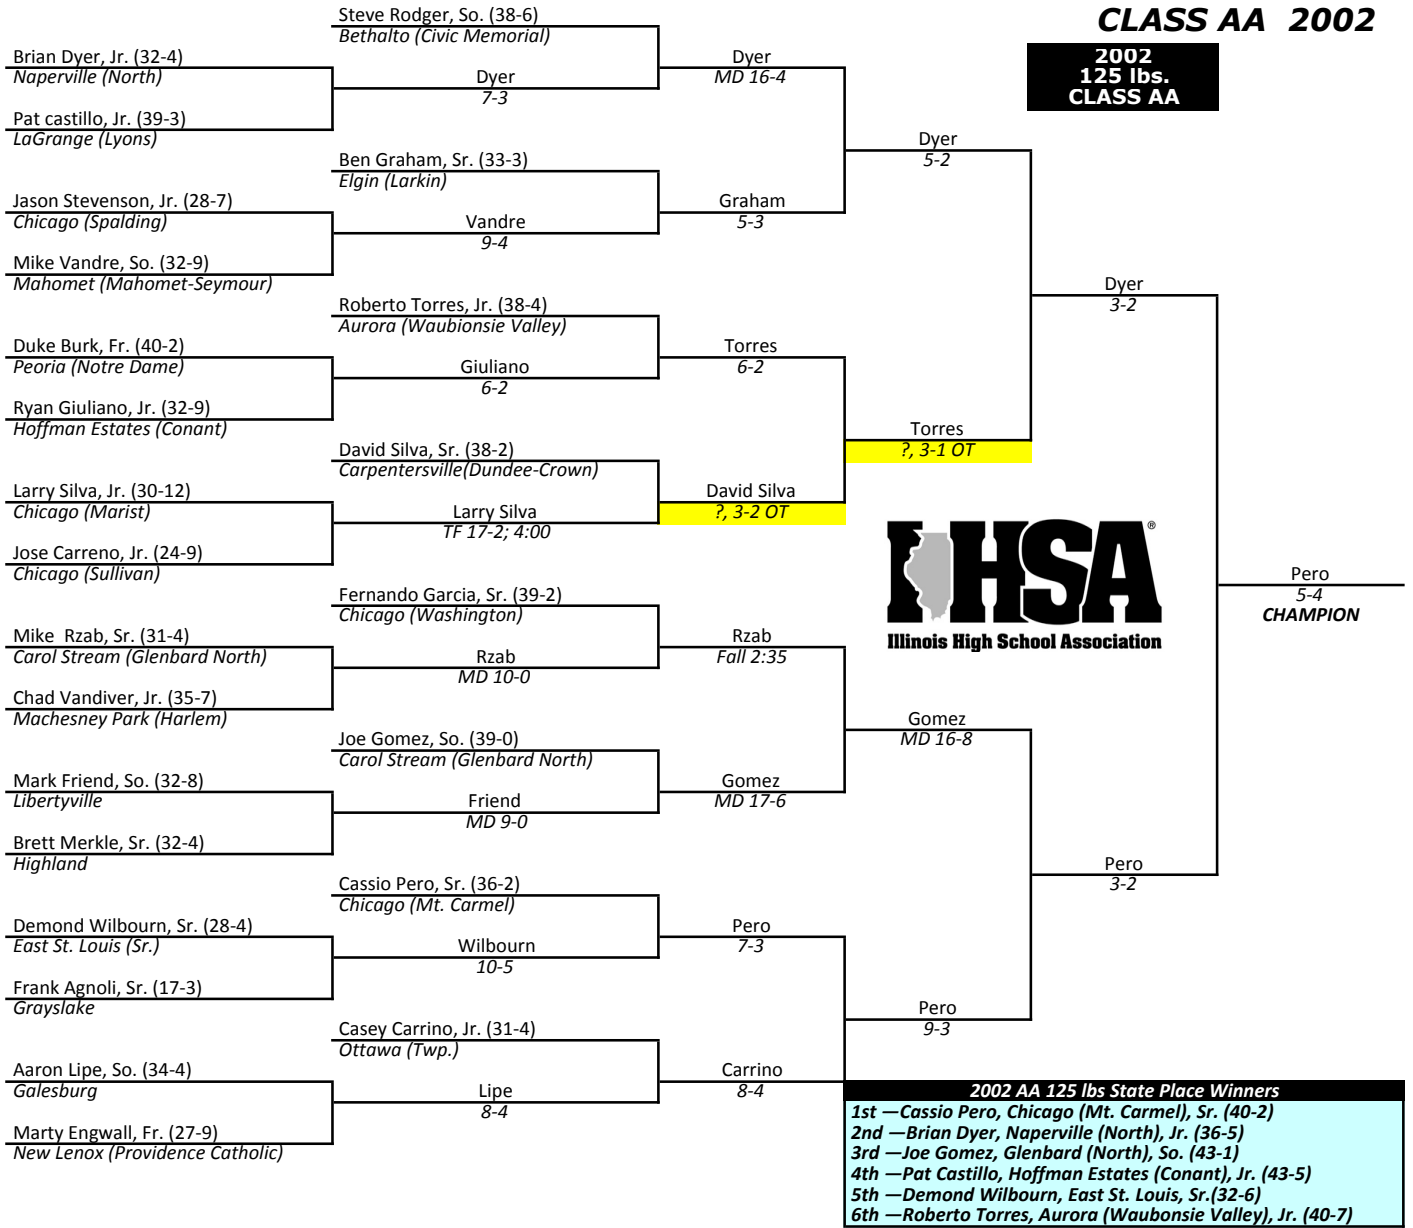 CLASS AA 2002
2002
125 lbs.
CLASS AA
Brian Dyer, Jr. (32-4)
Naperville (North)
Pat castillo, Jr. (39-3)
LaGrange (Lyons)
Jason Stevenson, Jr. (28-7)
Chicago (Spalding)
Mike Vandre, So. (32-9)
Mahomet (Mahomet-Seymour)
Duke Burk, Fr. (40-2)
Peoria (Notre Dame)
Ryan Giuliano, Jr. (32-9)
Hoffman Estates (Conant)
Larry Silva, Jr. (30-12)
Chicago (Marist)
Jose Carreno, Jr. (24-9)
Chicago (Sullivan)
Mike Rzab, Sr. (31-4)
Carol Stream (Glenbard North)
Chad Vandiver, Jr. (35-7)
Machesney Park (Harlem)
Mark Friend, So. (32-8)
Libertyville
Brett Merkle, Sr. (32-4)
Highland
Demond Wilbourn, Sr. (28-4)
East St. Louis (Sr.)
Frank Agnoli, Sr. (17-3)
Grayslake
Aaron Lipe, So. (34-4)
Galesburg
Marty Engwall, Fr. (27-9)
New Lenox (Providence Catholic)
Steve Rodger, So. (38-6)
Bethalto (Civic Memorial)
Dyer
7-3
Ben Graham, Sr. (33-3)
Elgin (Larkin)
Vandre
9-4
Roberto Torres, Jr. (38-4)
Aurora (Waubionsie Valley)
Giuliano
6-2
David Silva, Sr. (38-2)
Carpentersville(Dundee-Crown)
Larry Silva
TF 17-2; 4:00
Fernando Garcia, Sr. (39-2)
Chicago (Washington)
Rzab
MD 10-0
Joe Gomez, So. (39-0)
Carol Stream (Glenbard North)
Friend
MD 9-0
Cassio Pero, Sr. (36-2)
Chicago (Mt. Carmel)
Wilbourn
10-5
Casey Carrino, Jr. (31-4)
Ottawa (Twp.)
Lipe
8-4
Dyer
MD 16-4
Graham
5-3
Torres
6-2
David Silva
?, 3-2 OT
Rzab
Fall 2:35
Gomez
MD 17-6
Pero
7-3
Carrino
8-4
Dyer
5-2
Torres
?, 3-1 OT
Gomez
MD 16-8
Pero
9-3
Dyer
3-2
Pero
3-2
Pero
5-4
CHAMPION
IHSA®
Illinois High School Association
2002 AA 125 lbs State Place Winners
1st —Cassio Pero, Chicago (Mt. Carmel), Sr. (40-2)
2nd —Brian Dyer, Naperville (North), Jr. (36-5)
3rd —Joe Gomez, Glenbard (North), So. (43-1)
4th —Pat Castillo, Hoffman Estates (Conant), Jr. (43-5)
5th —Demond Wilbourn, East St. Louis, Sr.(32-6)
6th —Roberto Torres, Aurora (Waubonsie Valley), Jr. (40-7)